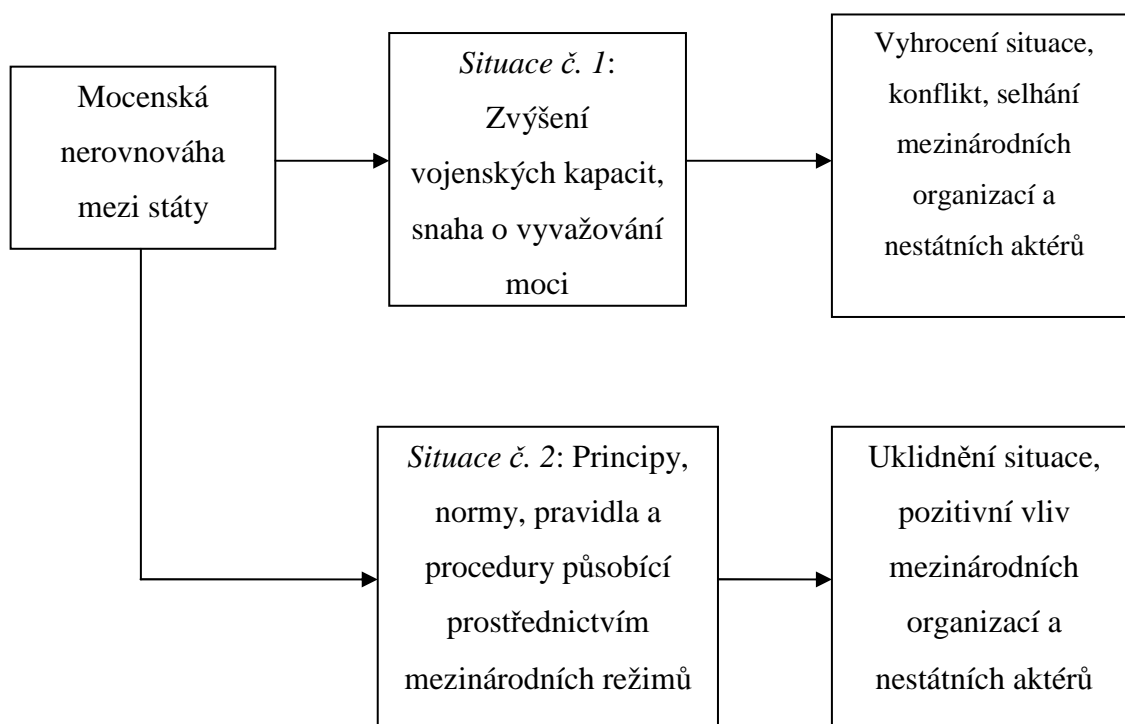 Mocenská
nerovnováha
mezi státy
Situace č. 1:
Zvýšení
vojenských kapacit,
snaha o vyvažování
moci
Vyhrocení situace,
konflikt, selhání
mezinárodních
organizací a
nestátních aktérů
Situace č. 2: Principy,
normy, pravidla a
procedury působící
prostřednictvím
mezinárodních režimů
Uklidnění situace,
pozitivní vliv
mezinárodních
organizací a
nestátních aktérů